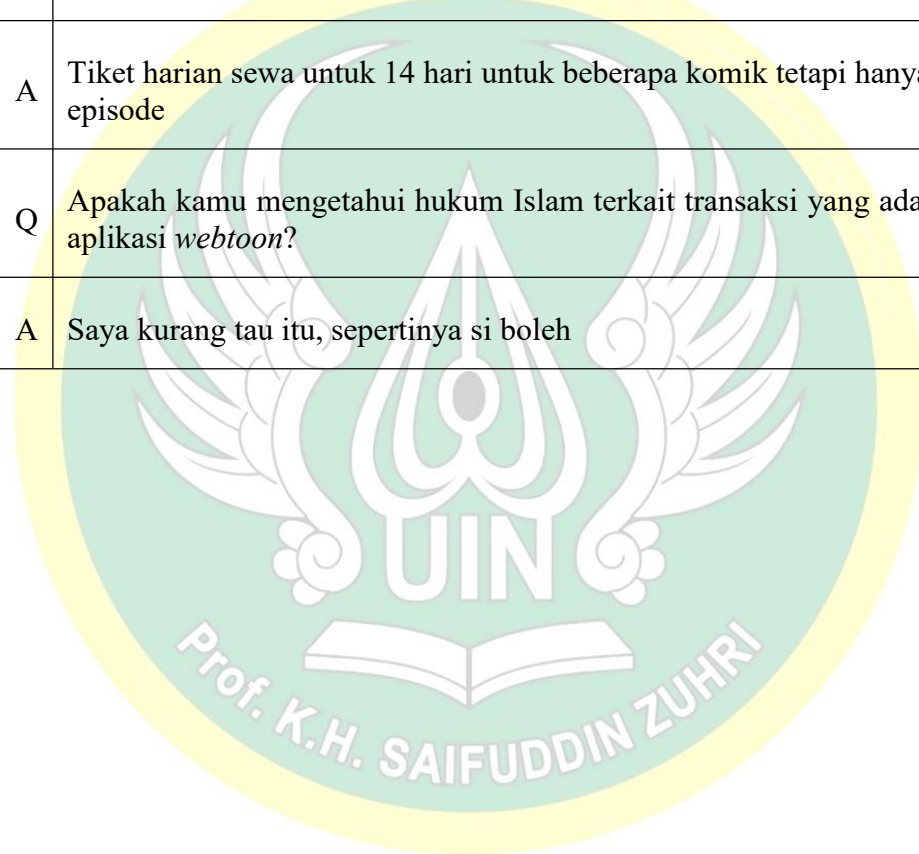 A
Tiket harian sewa untuk 14 hari untuk beberapa komik tetapi hanya
episode
Q
Apakah kamu mengetahui hukum Islam terkait transaksi yang ada
aplikasi webtoon?
A
Saya kurang tau itu, sepertinya si boleh
UIN
Prof. K.H. SAIFUDDIN ZUHRI